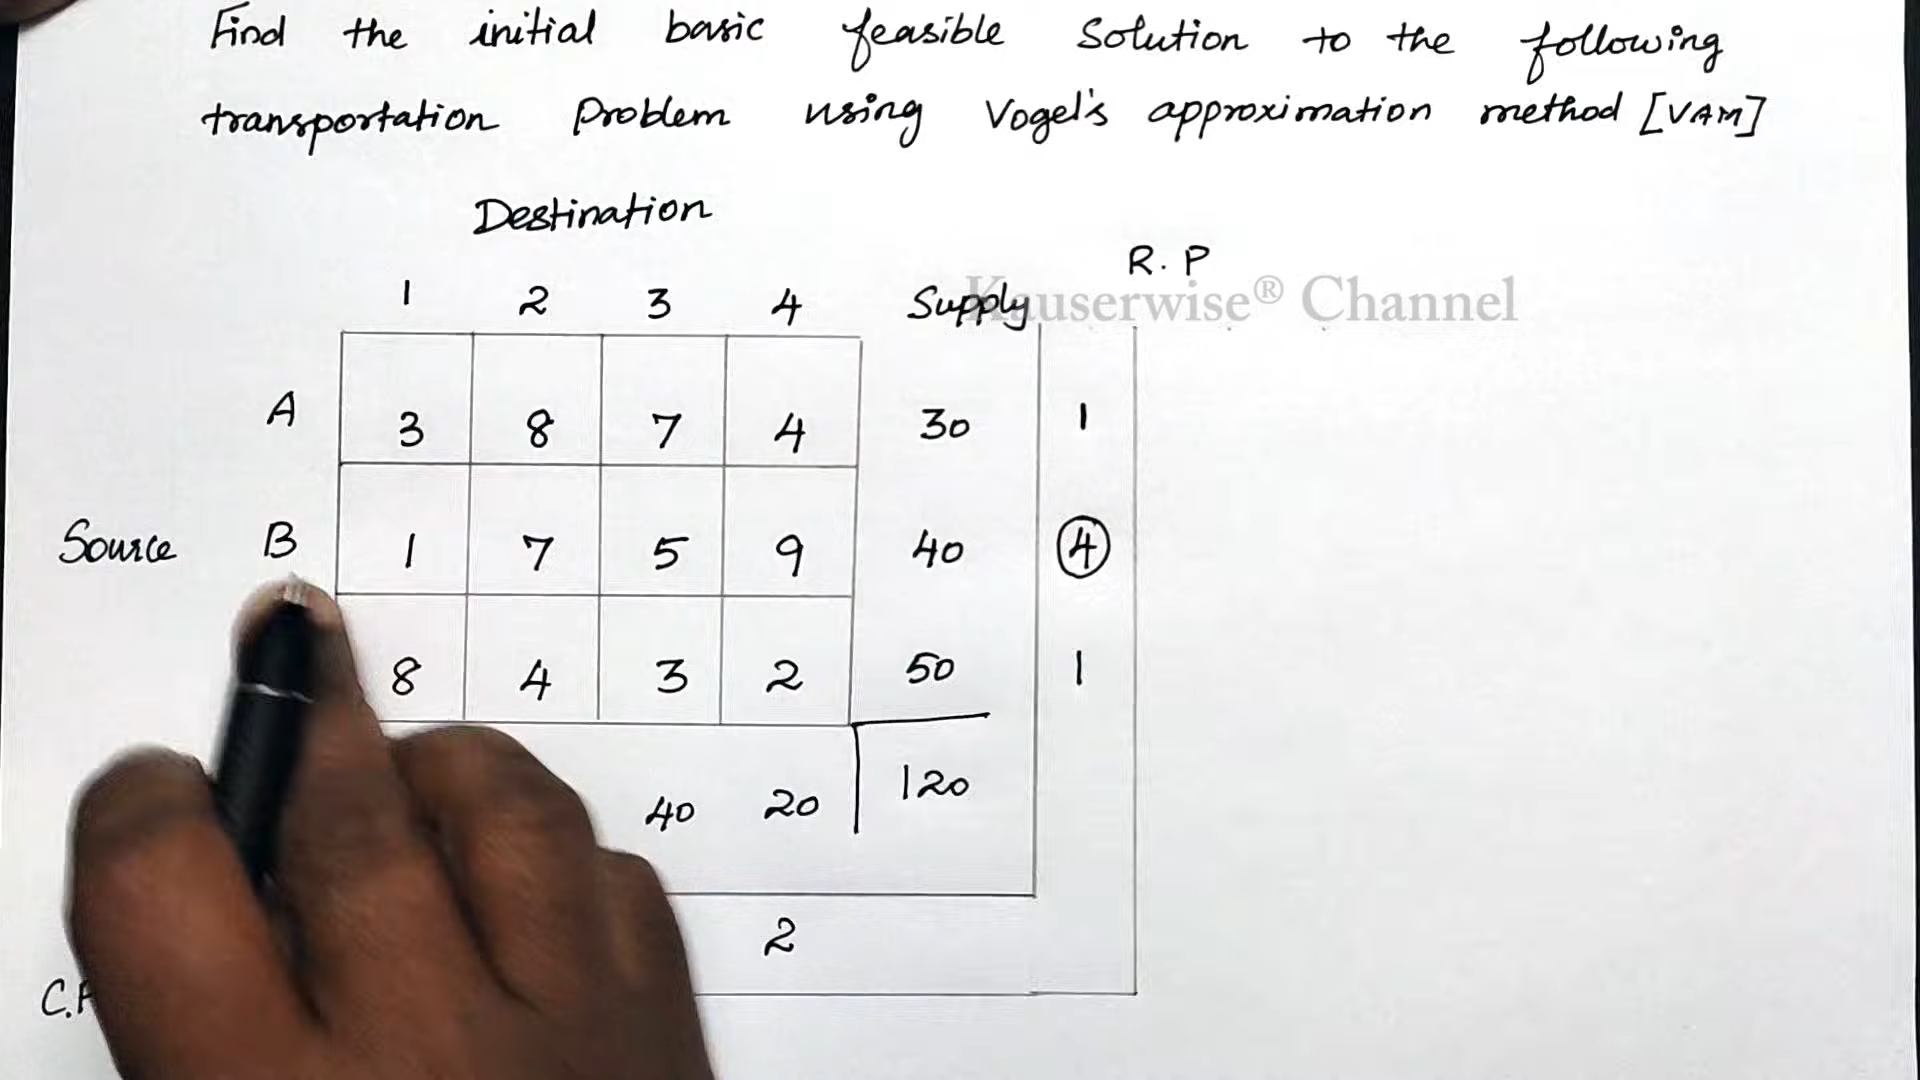 Find the initial basic feasible Solution to the following
transportation Problem using Vogel's approximation method [VAM]
Destination
R. P
Kauserwise® Channel
1 2 3 4 Supply
A 3 8 7 4 30 1
Source B 1 7 5 9 40 4
8 4 3 2 50 1
40 20 120
2